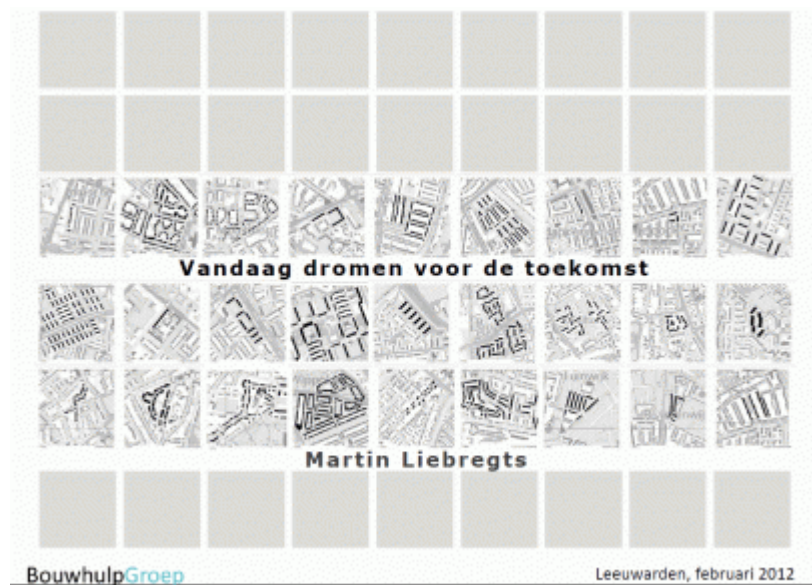 Vandaag dromen voor de toekomst
Martin Liebregts
BouwhulpGroep
Leeuwarden, februari 2012